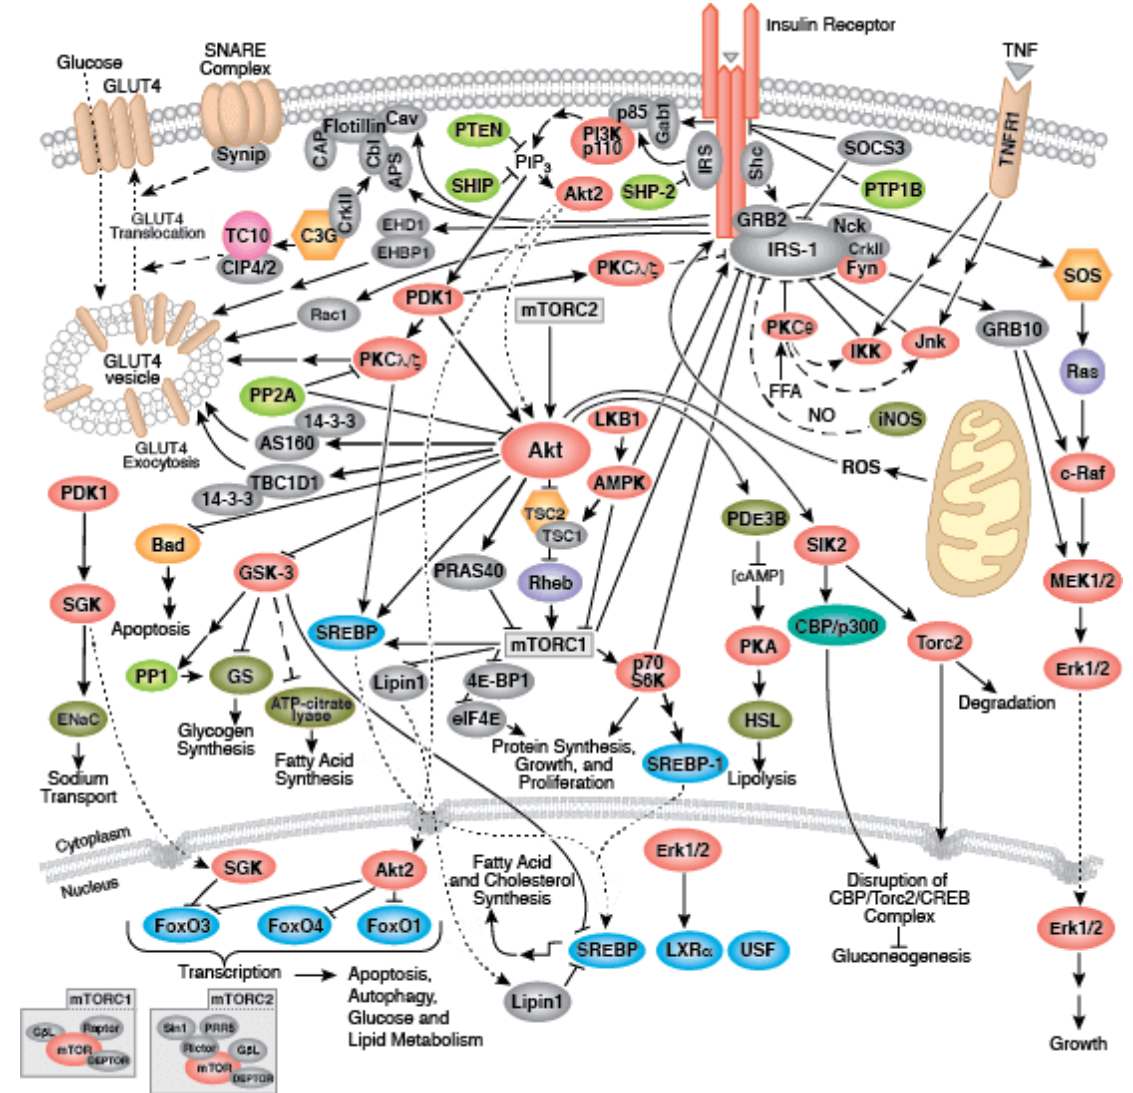 Insulin Receptor
SNARE
Complex
TNF
Glucose
GLUT4
Synip
CAP
Flotillin
Cav
Cbl
APS
CrkII
PTEN
SHIP
PIP3
PI3K
p110
p85
Gab1
IRS
Shc
SHP-2
Akt2
SOCS3
PTP1B
TNFR1
GLUT4
Translocation
TC10
CIP4/2
C3G
EHD1
EHBP1
GRB2
IRS-1
Nck
CrkII
Fyn
SOS
PKCλ/ζ
PDK1
mTORC2
Rac1
PKCθ
IKK
Jnk
GRB10
GLUT4
vesicle
PKCλ/ζ
FFA
Ras
PP2A
14-3-3
AS160
LKB1
NO
iNOS
GLUT4
Exocytosis
Akt
ROS
c-Raf
PDK1
TBC1D1
14-3-3
AMPK
TSC2
TSC1
PDE3B
SIK2
Bad
GSK-3
PRAS40
Rheb
[cAMP]
MEK1/2
SGK
Apoptosis
SREBP
mTORC1
PKA
CBP/p300
Torc2
Erk1/2
PP1
GS
ATP-citrate
lyase
Lipin1
4E-BP1
eIF4E
p70
S6K
HSL
Degradation
ENaC
Glycogen
Synthesis
Fatty Acid
Synthesis
Protein Synthesis,
Growth, and
Proliferation
SREBP-1
Lipolysis
Sodium
Transport
Cytoplasm
Nucleus
SGK
Akt2
Fatty Acid
and Cholesterol
Synthesis
Erk1/2
Disruption of
CBP/Torc2/CREB
Complex
Gluconeogenesis
FoxO3
FoxO4
FoxO1
SREBP
LXRα
USF
Erk1/2
Transcription
Apoptosis,
Autophagy,
Glucose and
Lipid Metabolism
Lipin1
Growth
mTORC1
GβL
Raptor
mTOR
DEPTOR
mTORC2
Sin1
PRR5
Rictor
GβL
mTOR
DEPTOR